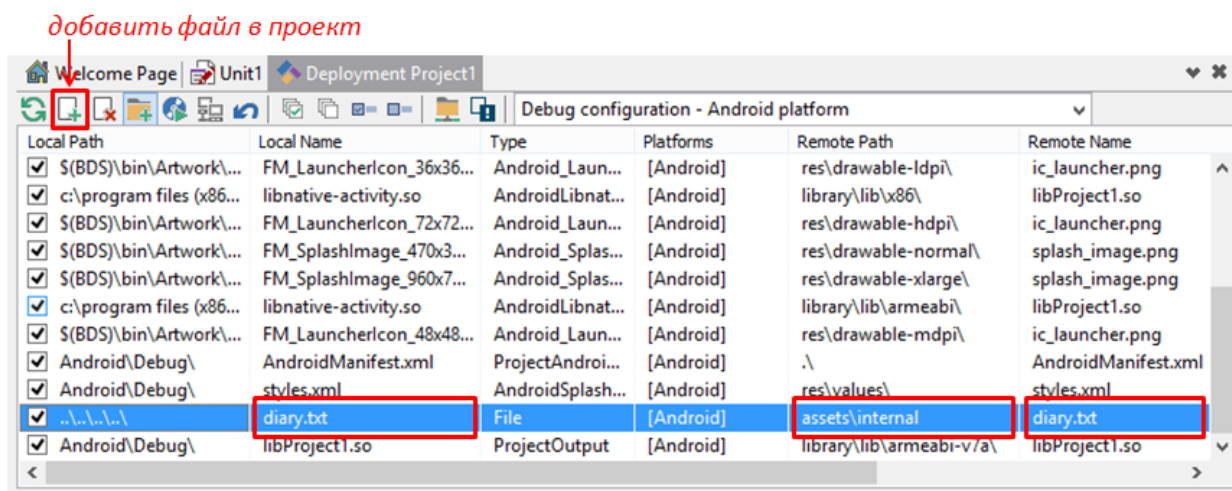 добавить файл в проект
Welcome Page Unit1 Deployment Project1
Debug configuration - Android platform
Local Path Local Name Type Platforms Remote Path Remote Name
$(BDS)\bin\Artwork\... FM_LauncherIcon_36x36... Android_Laun... [Android] res\drawable-ldpi\ ic_launcher.png
c:\program files (x86... libnative-activity.so AndroidLibnat... [Android] library\lib\x86\ libProject1.so
$(BDS)\bin\Artwork\... FM_LauncherIcon_72x72... Android_Laun... [Android] res\drawable-hdpi\ ic_launcher.png
$(BDS)\bin\Artwork\... FM_SplashImage_470x3... Android_Splas... [Android] res\drawable-normal\ splash_image.png
$(BDS)\bin\Artwork\... FM_SplashImage_960x7... Android_Splas... [Android] res\drawable-xlarge\ splash_image.png
c:\program files (x86... libnative-activity.so AndroidLibnat... [Android] library\lib\armeabi\ libProject1.so
$(BDS)\bin\Artwork\... FM_LauncherIcon_48x48... Android_Laun... [Android] res\drawable-mdpi\ ic_launcher.png
Android\Debug\ AndroidManifest.xml ProjectAndroi... [Android] .\ AndroidManifest.xml
Android\Debug\ styles.xml AndroidSplash... [Android] res\values\ styles.xml
..\..\..\..\ diary.txt File [Android] assets\internal diary.txt
Android\Debug\ libProject1.so ProjectOutput [Android] library\lib\armeabi-v7a\ libProject1.so